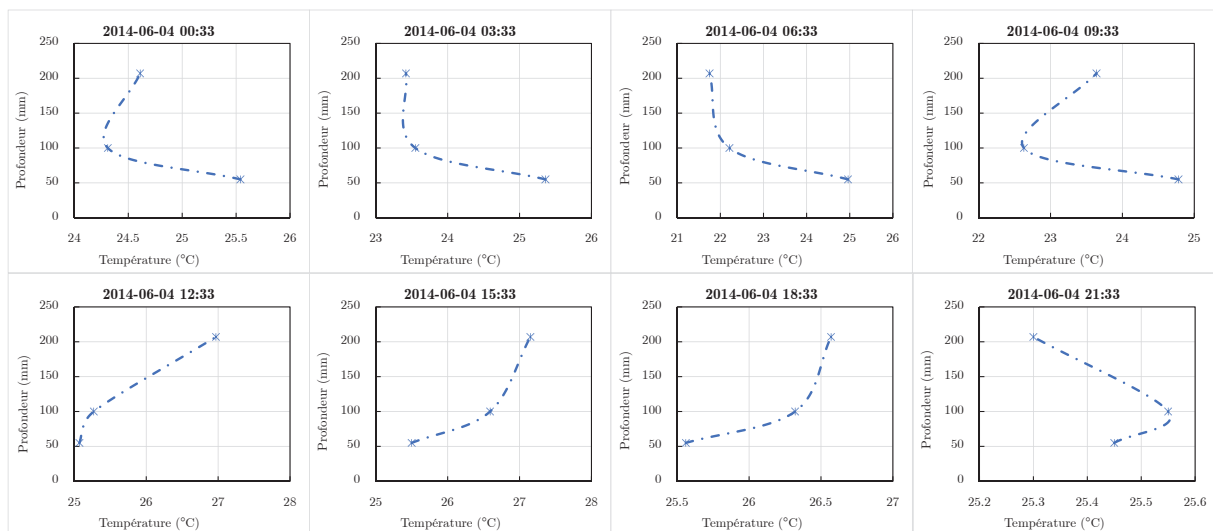 2014-06-04 00:33
250
200
150
100
50
0
24 24.5 25 25.5 26
Température (°C)
Profondeur (mm)
2014-06-04 03:33
250
200
150
100
50
0
23 24 25 26
Température (°C)
Profondeur (mm)
2014-06-04 06:33
250
200
150
100
50
0
21 22 23 24 25 26
Température (°C)
Profondeur (mm)
2014-06-04 09:33
250
200
150
100
50
0
22 23 24 25
Température (°C)
Profondeur (mm)
2014-06-04 12:33
250
200
150
100
50
0
25 26 27 28
Température (°C)
Profondeur (mm)
2014-06-04 15:33
250
200
150
100
50
0
25 26 27 28
Température (°C)
Profondeur (mm)
2014-06-04 18:33
250
200
150
100
50
0
25.5 26 26.5 27
Température (°C)
Profondeur (mm)
2014-06-04 21:33
250
200
150
100
50
0
25.2 25.3 25.4 25.5 25.6
Température (°C)
Profondeur (mm)